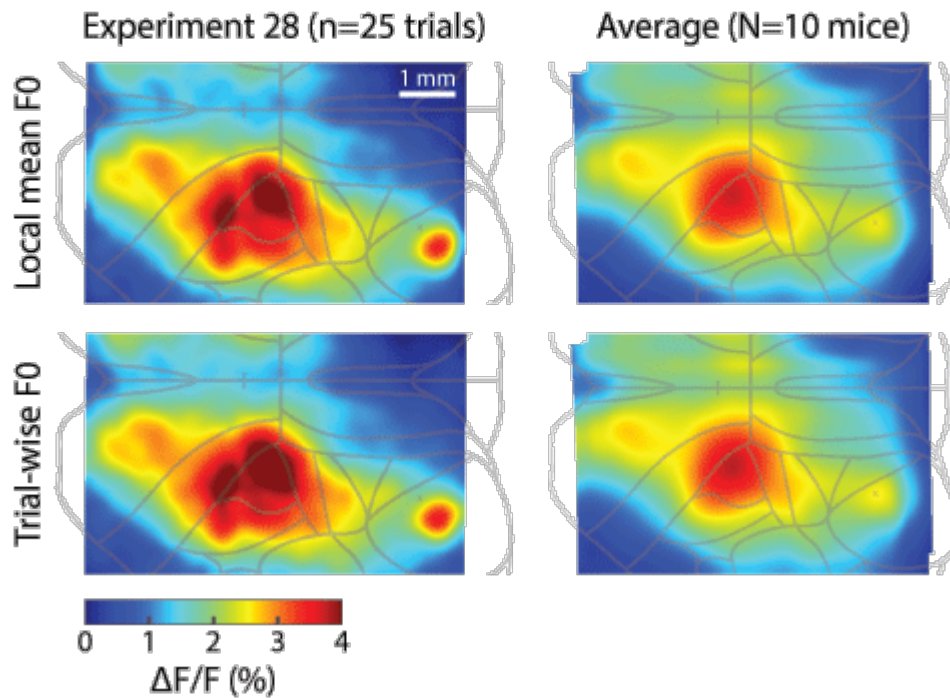 Experiment 28 (n=25 trials)
Average (N=10 mice)
Local mean F0
1 mm
Trial-wise F0
0 1 2 3 4
ΔF/F (%)